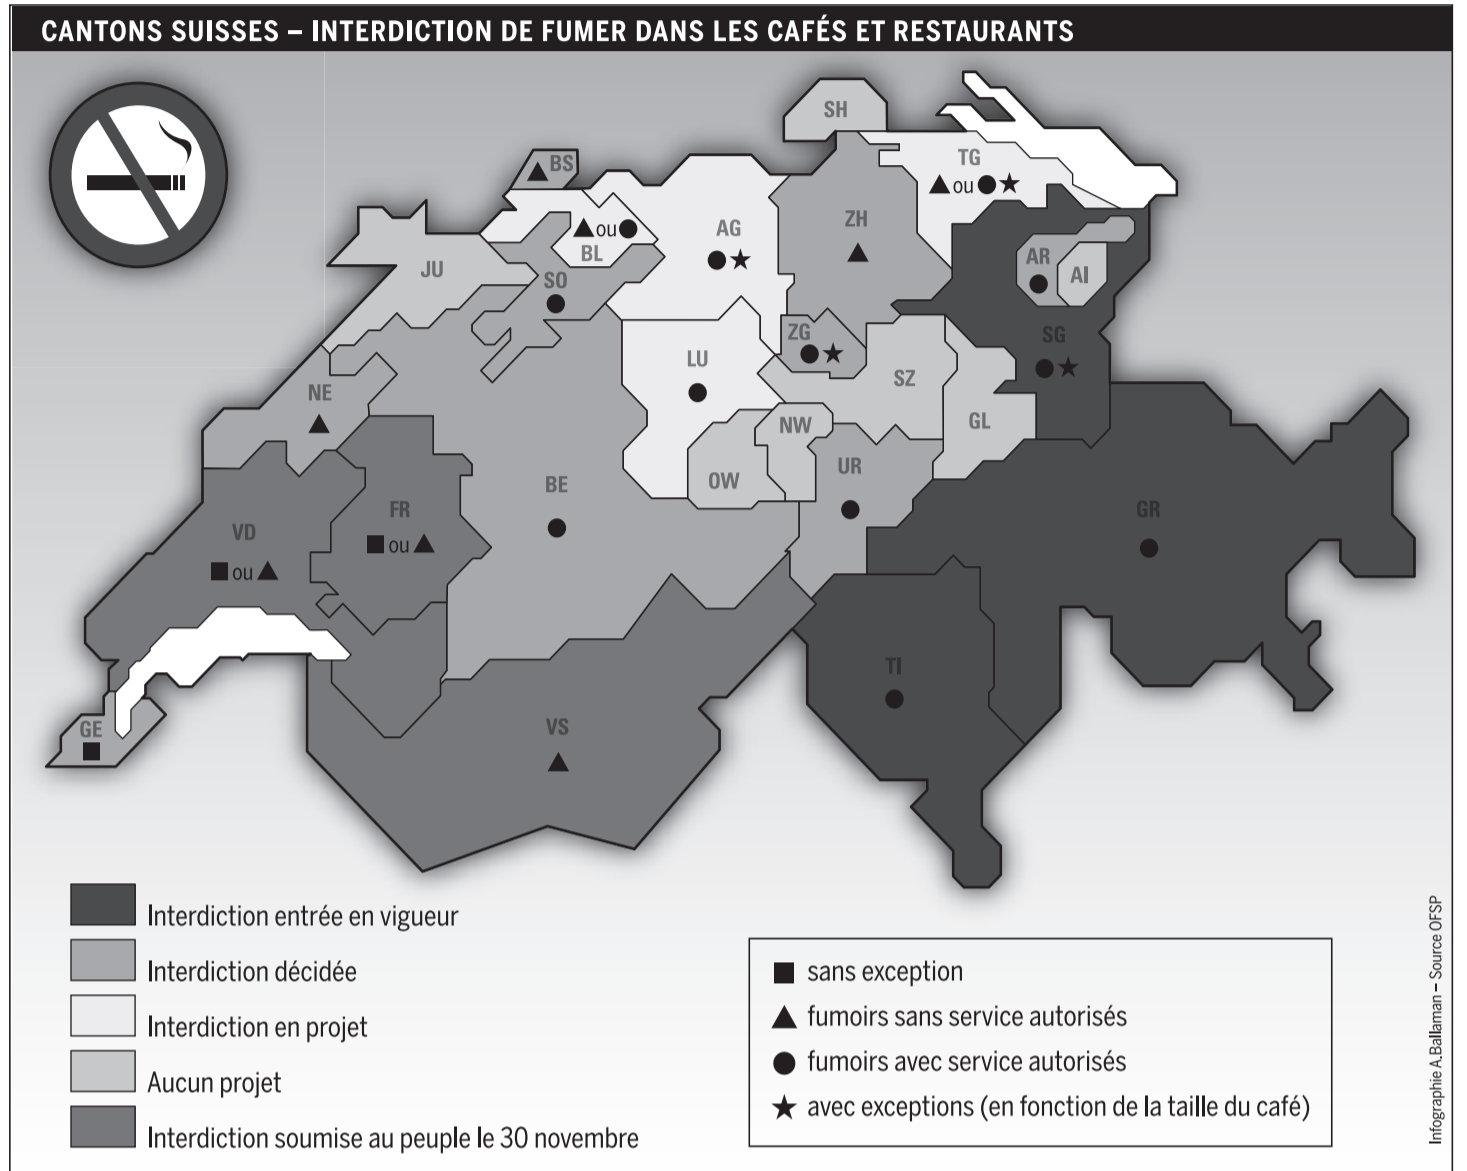 CANTONS SUISSES – INTERDICTION DE FUMER DANS LES CAFÉS ET RESTAURANTS
SH
BS
TG
ou
ou
BL
AG
ZH
JU
SO
AR
AI
ZG
SG
LU
SZ
NE
NW
GL
OW
UR
BE
FR
ou
VD
ou
GR
TI
GE
VS
Interdiction entrée en vigueur
Interdiction décidée
Interdiction en projet
Aucun projet
Interdiction soumise au peuple le 30 novembre
sans exception
fumoirs sans service autorisés
fumoirs avec service autorisés
avec exceptions (en fonction de la taille du café)
Infographie A.Ballaman – Source OFSP